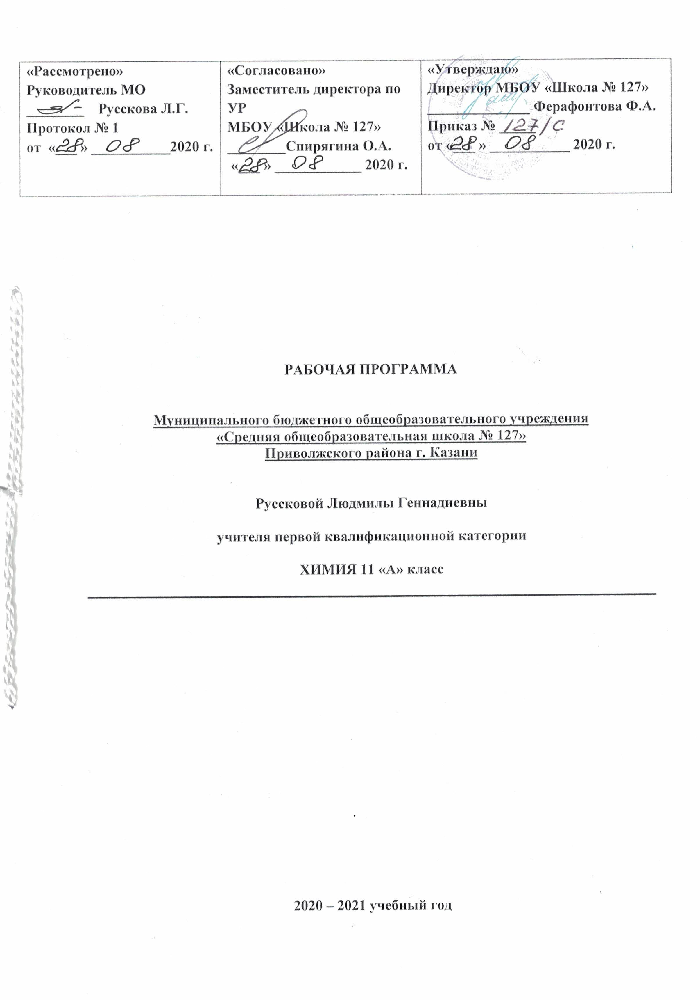 «Рассмотрено»
Руководитель МО
Русскова Л.Г.
Протокол № 1
от «28» 08 2020 г.
«Согласовано»
Заместитель директора по
УР
МБОУ «Школа № 127»
Спирягина О.А.
«28» 08 2020 г.
«Утверждаю»
Директор МБОУ «Школа № 127»
Ферафонтова Ф.А.
Приказ № 127/С
от «28» 08 2020 г.
РАБОЧАЯ ПРОГРАММА
Муниципального бюджетного общеобразовательного учреждения
«Средняя общеобразовательная школа № 127»
Приволжского района г. Казани
Руссковой Людмилы Геннадиевны
учителя первой квалификационной категории
ХИМИЯ 11 «А» класс
2020 – 2021 учебный год